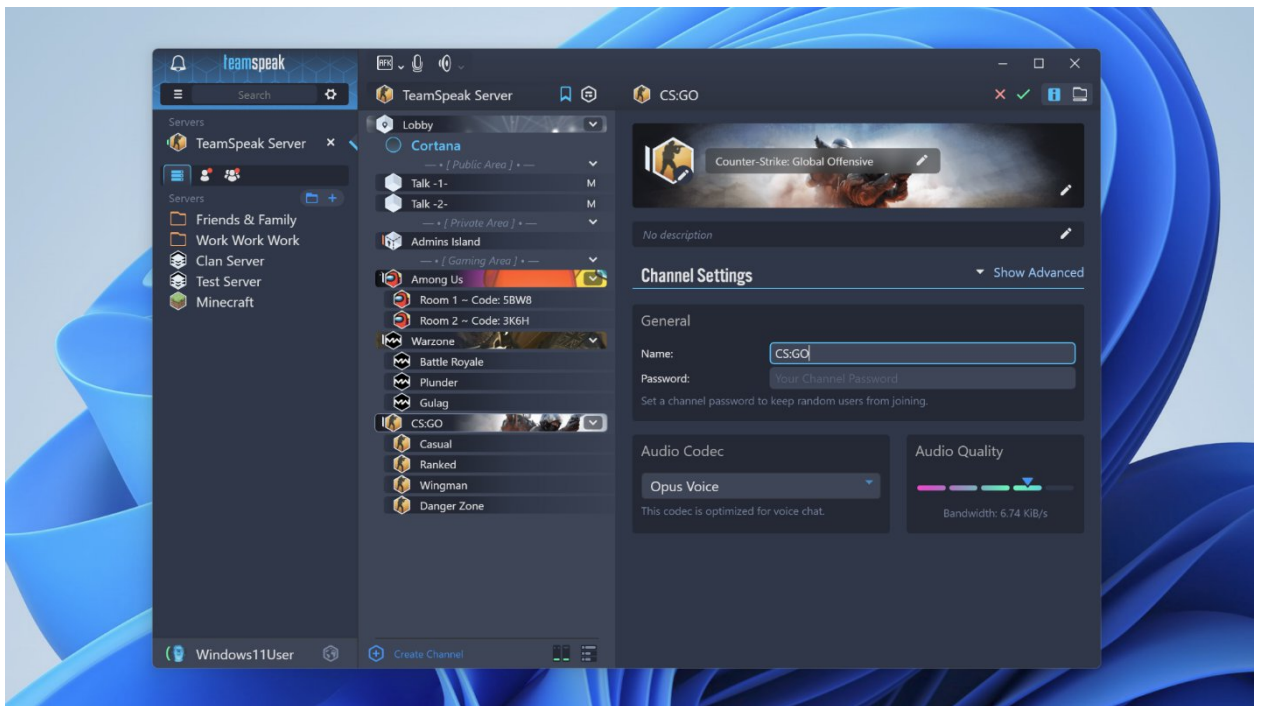 teamspeak
Search
Servers
TeamSpeak Server
Servers
Friends & Family
Work Work Work
Clan Server
Test Server
Minecraft
Windows11User
AFK
TeamSpeak Server
Lobby
Cortana
— • [ Public Area ] • —
Talk -1- M
Talk -2- M
— • [ Private Area ] • —
Admins Island
— • [ Gaming Area ] • —
Among Us
Room 1 ~ Code: 5BW8
Room 2 ~ Code: 3K6H
Warzone
Battle Royale
Plunder
Gulag
CS:GO
Casual
Ranked
Wingman
Danger Zone
Create Channel
CS:GO
Counter-Strike: Global Offensive
No description
Channel Settings
Show Advanced
General
Name: CS:GO
Password: Your Channel Password
Set a channel password to keep random users from joining.
Audio Codec
Opus Voice
This codec is optimized for voice chat.
Audio Quality
Bandwidth: 6.74 KiB/s